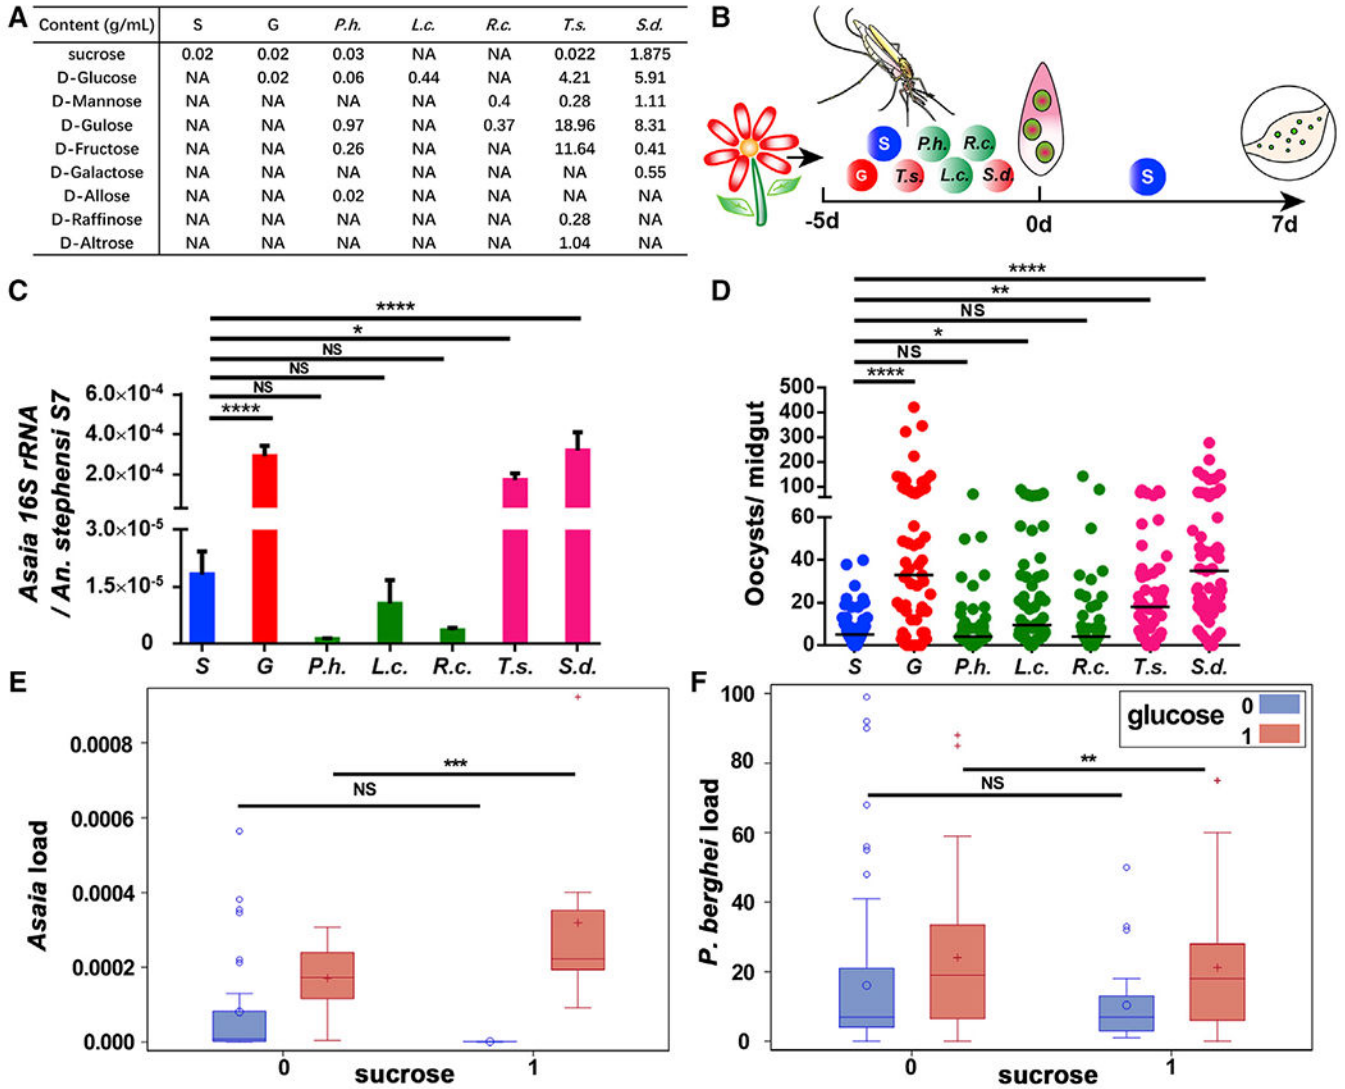 A
Content (g/mL) S G P.h. L.c. R.c. T.s. S.d.
sucrose 0.02 0.02 0.03 NA NA 0.022 1.875
D-Glucose NA 0.02 0.06 0.44 NA 4.21 5.91
D-Mannose NA NA NA NA 0.4 0.28 1.11
D-Gulose NA NA 0.97 NA 0.37 18.96 8.31
D-Fructose NA NA 0.26 NA NA 11.64 0.41
D-Galactose NA NA NA NA NA NA 0.55
D-Allose NA NA 0.02 NA NA NA NA
D-Raffinose NA NA NA NA NA 0.28 NA
D-Altrose NA NA NA NA NA 1.04 NA
B
S P.h. R.c.
G T.s. L.c. S.d.
S
-5d 0d 7d
C
****
*
NS
NS
NS
****
Asaia 16S rRNA
/ An. stephensi S7
6.0×10-4
4.0×10-4
2.0×10-4
3.0×10-5
1.5×10-5
0
S G P.h. L.c. R.c. T.s. S.d.
D
****
**
NS
*
NS
****
Oocysts/ midgut
500
400
300
200
100
60
40
20
0
S G P.h. L.c. R.c. T.s. S.d.
E
Asaia load
0.0008
0.0006
0.0004
0.0002
0.000
***
NS
0 1
sucrose
F
P. berghei load
100
80
60
40
20
0
glucose 0
1
**
NS
0 1
sucrose